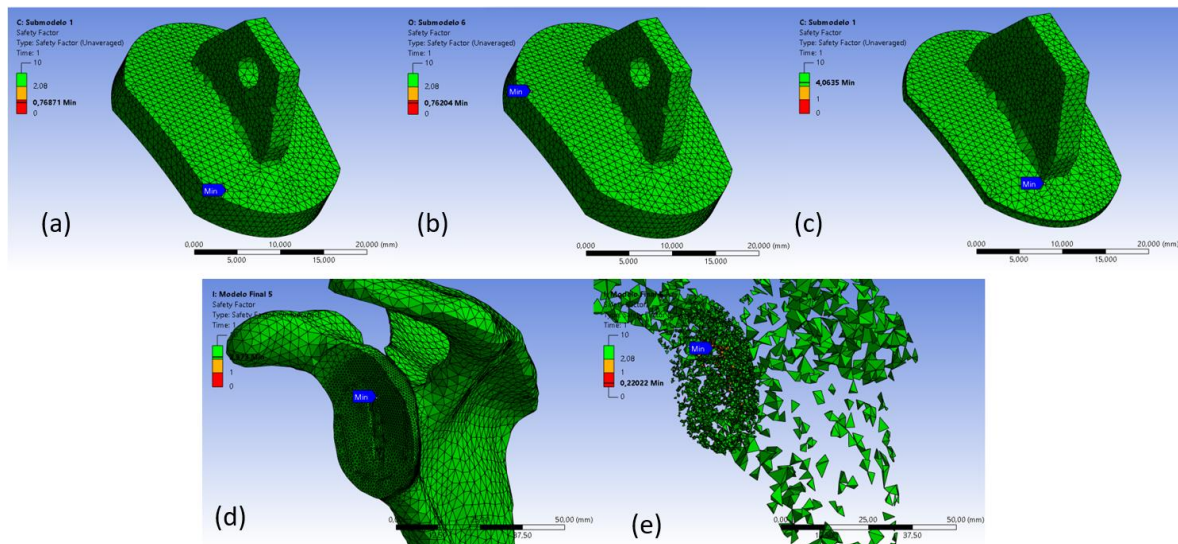 C: Submodelo 1
Safety Factor
Type: Safety Factor (Unaveraged)
Time: 1
10
2.08
0,76871 Min
0
Min
(a)
0,000
10,000
20,000 (mm)
5,000
15,000
O: Submodelo 6
Safety Factor
Type: Safety Factor (Unaveraged)
Time: 1
10
2.08
0,76204 Min
0
Min
(b)
0,000
10,000
20,000 (mm)
5,000
15,000
C: Submodelo 1
Safety Factor
Type: Safety Factor (Unaveraged)
Time: 1
10
4,0635 Min
1
0
Min
(c)
0,000
10,000
20,000 (mm)
5,000
15,000
I: Modelo Final 5
Safety Factor
Type: Safety Factor
Time: 1
1
0
Min
(d)
50,00 (mm)
37,50
Safety Factor
Time: 1
10
2.08
1
0,22022 Min
0
Min
(e)
25,00
50,00 (mm)
37,50